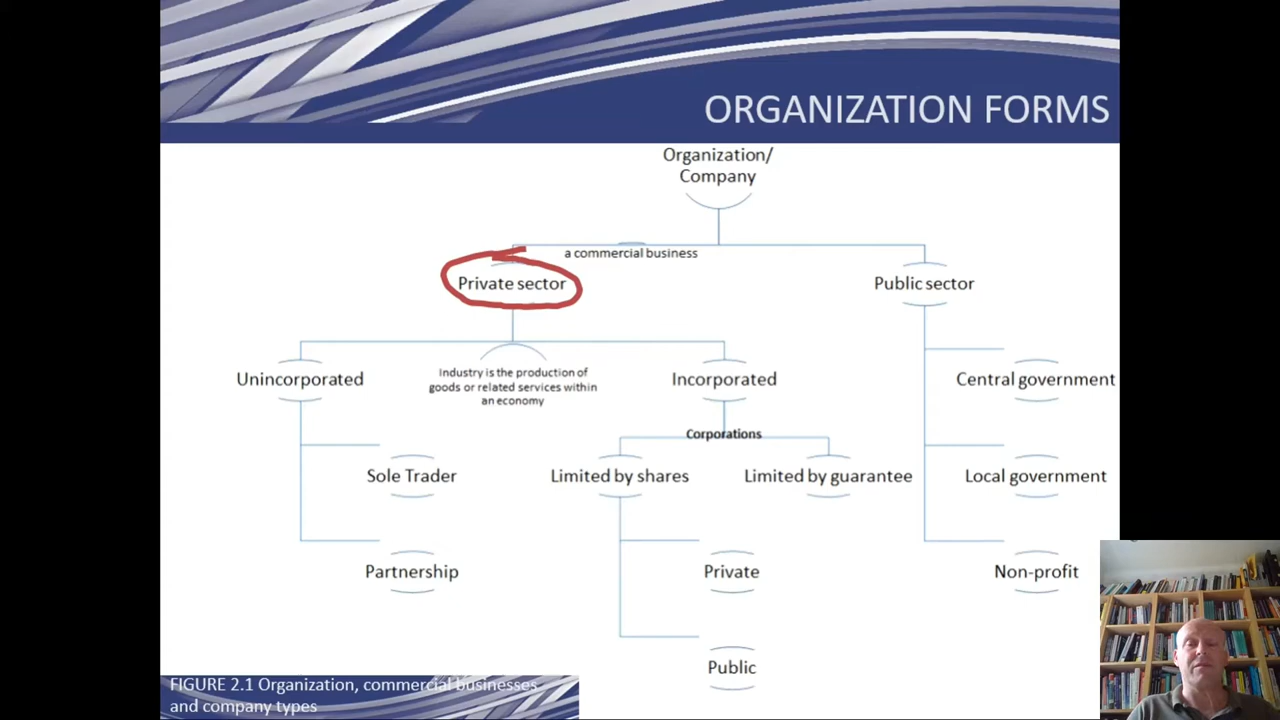 ORGANIZATION FORMS
Organization/
Company
a commercial business
Private sector
Public sector
Unincorporated
Industry is the production of
goods or related services within
an economy
Incorporated
Central government
Corporations
Sole Trader
Limited by shares
Limited by guarantee
Local government
Partnership
Private
Non-profit
Public
FIGURE 2.1 Organization, commercial businesses
and company types